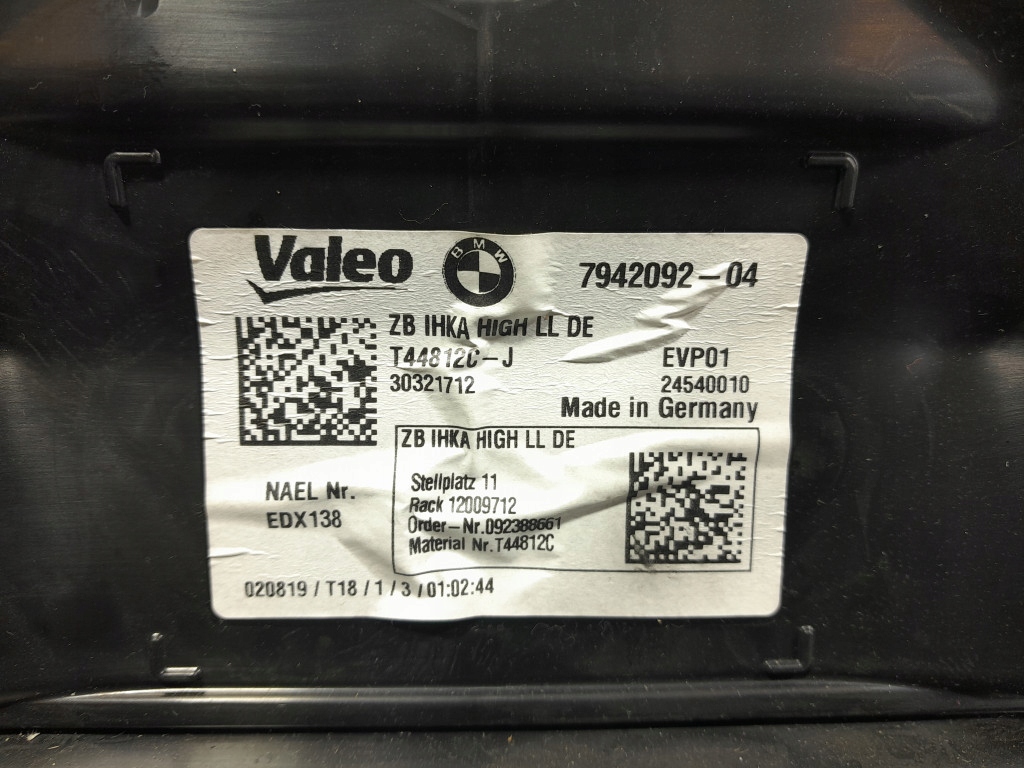 Valeo
BMW
7942092-04
ZB IHKA HIGH LL DE
T44812C-J
EVP01
30321712
24540010
Made in Germany
ZB IHKA HIGH LL DE
NAEL Nr.
EDX138
Stellplatz 11
Rack 12009712
Order-Nr.092388661
Material Nr.T44812C
020819/T18/1/3/01:02:44